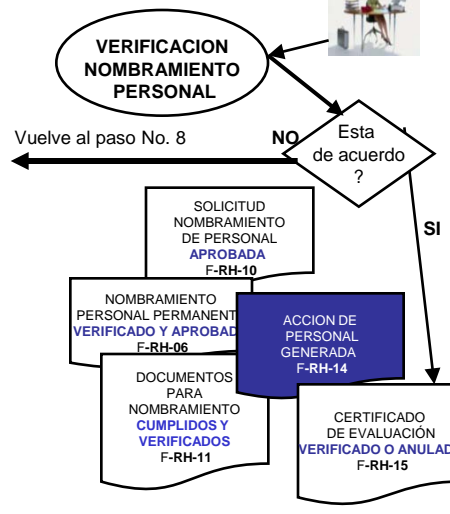 VERIFICACION
NOMBRAMIENTO
PERSONAL
Vuelve al paso No. 8
NO
Esta
de acuerdo
?
SI
SOLICITUD
NOMBRAMIENTO
DE PERSONAL
APROBADA
F-RH-10
NOMBRAMIENTO
PERSONAL PERMANENT
VERIFICADO Y APROBAD
F-RH-06
ACCION DE
PERSONAL
GENERADA
F-RH-14
DOCUMENTOS
PARA
NOMBRAMIENTO
CUMPLIDOS Y
VERIFICADOS
F-RH-11
CERTIFICADO
DE EVALUACIÓN
VERIFICADO O ANULAD
F-RH-15